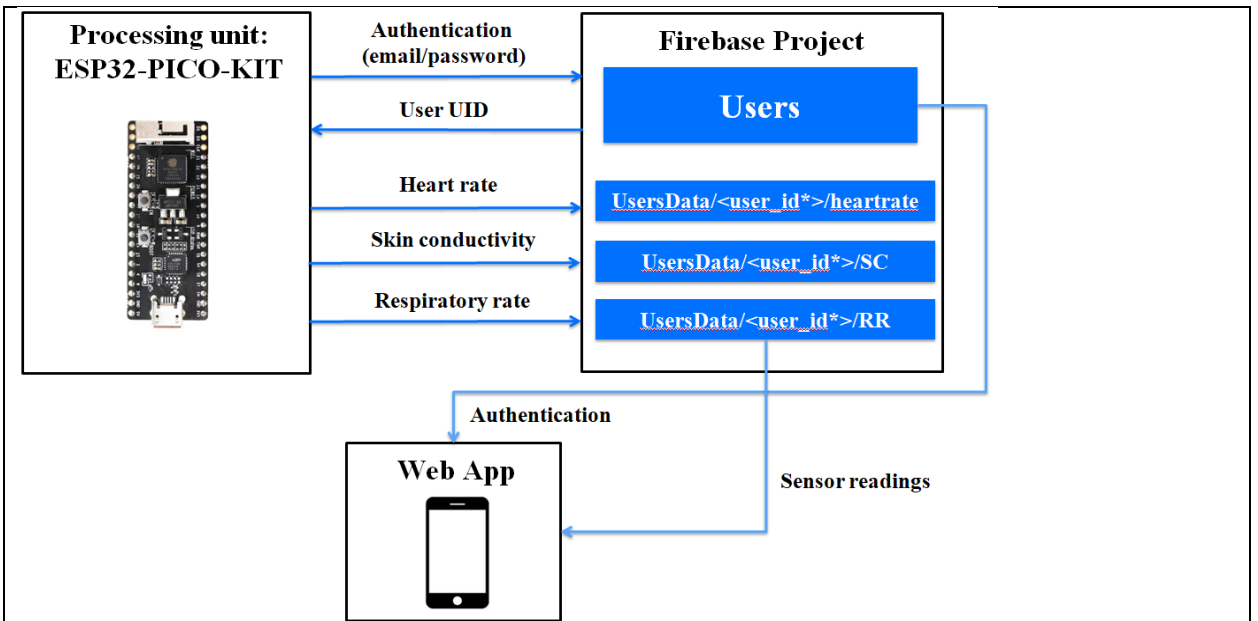 Processing unit:
ESP32-PICO-KIT
Authentication
(email/password)
User UID
Heart rate
Skin conductivity
Respiratory rate
Firebase Project
Users
UsersData/<user_id*>/heartrate
UsersData/<user_id*>/SC
UsersData/<user_id*>/RR
Authentication
Sensor readings
Web App